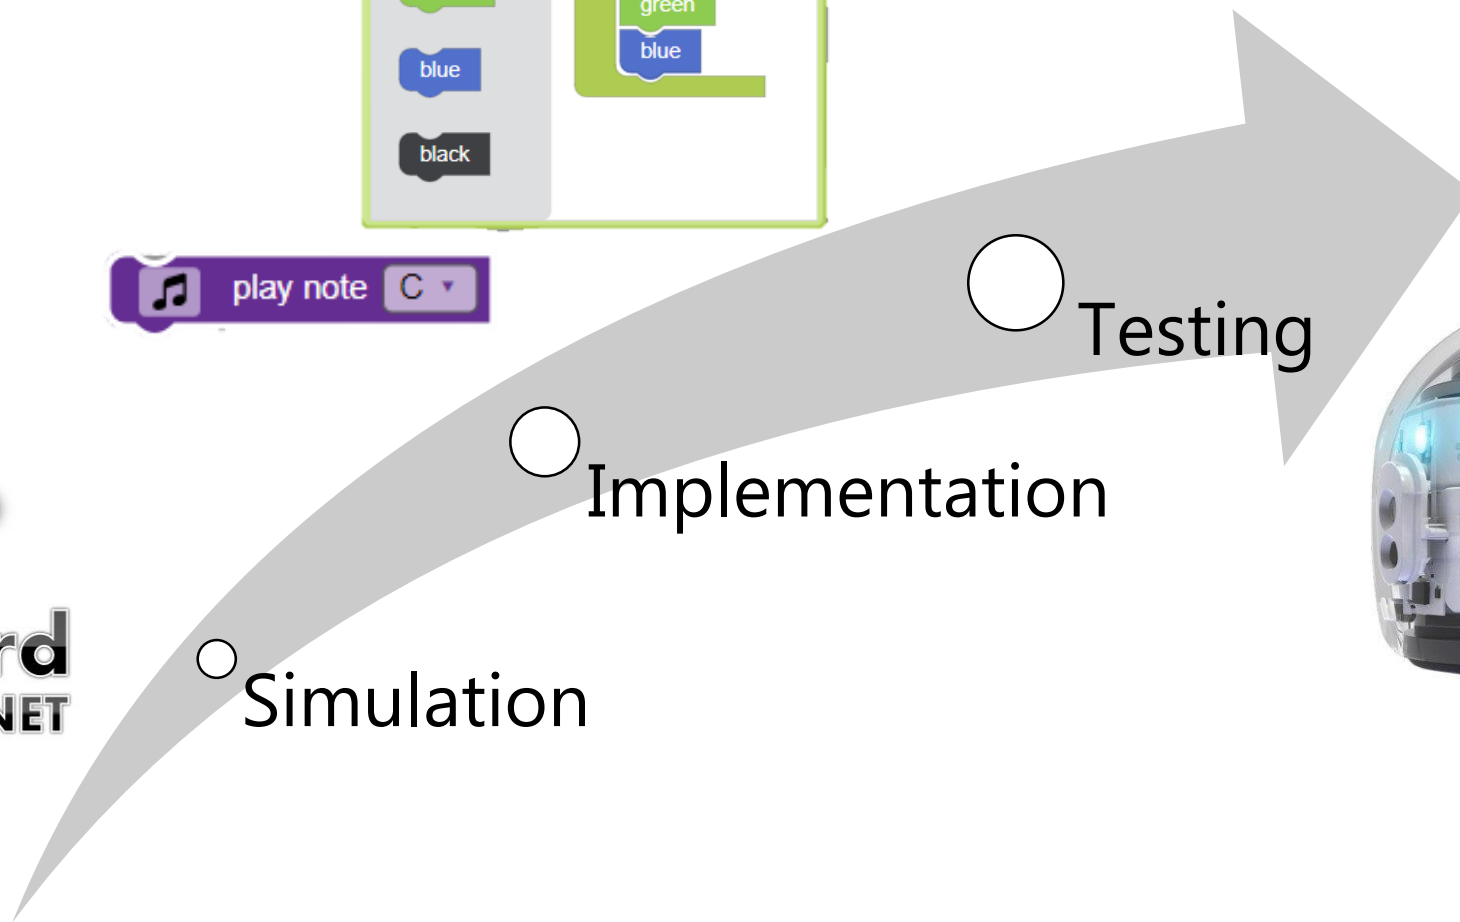 green
blue
blue
black
play note C
Testing
Implementation
rd
NET
Simulation